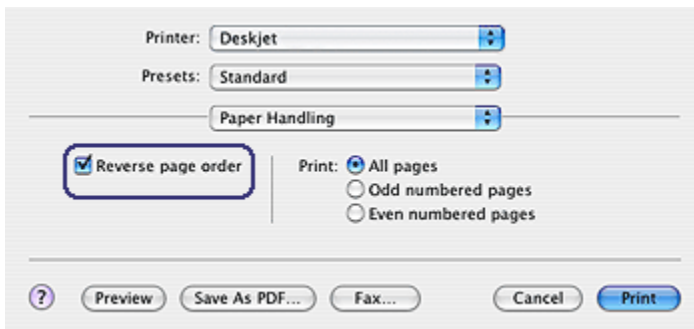 Printer: Deskjet
Presets: Standard
Paper Handling
Reverse page order Print: All pages
Odd numbered pages
Even numbered pages
? Preview Save As PDF... Fax... Cancel Print